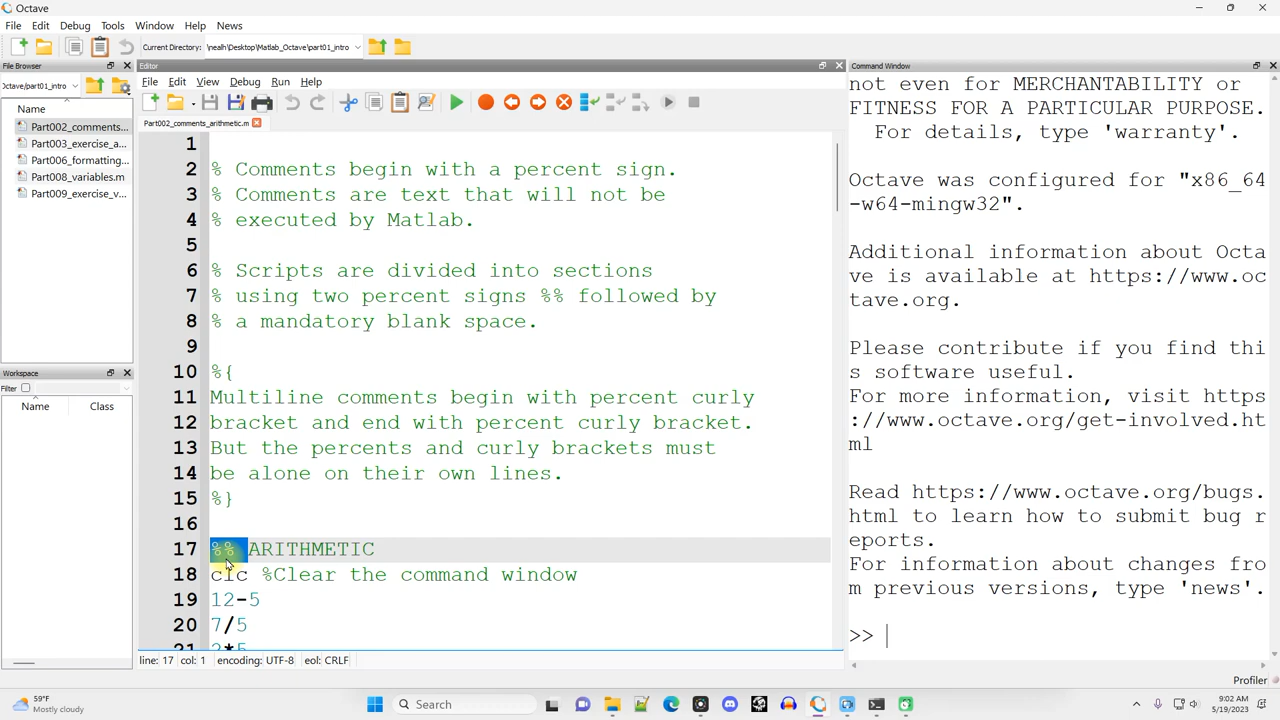 Octave
File Edit Debug Tools Window Help News
Current Directory: \nealh\Desktop\Matlab_Octave\part01_intro
File Browser
Octave/part01_intro
Name
Part002_comments...
Part003_exercise_a...
Part006_formatting...
Part008_variables.m
Part009_exercise_v...
Workspace
Filter
Name Class
Editor
File Edit View Debug Run Help
Part002_comments_arithmetic.m
1
2 % Comments begin with a percent sign.
3 % Comments are text that will not be
4 % executed by Matlab.
5
6 % Scripts are divided into sections
7 % using two percent signs %% followed by
8 % a mandatory blank space.
9
10 %{
11 Multiline comments begin with percent curly
12 bracket and end with percent curly bracket.
13 But the percents and curly brackets must
14 be alone on their own lines.
15 %}
16
17 %% ARITHMETIC
18 clc %Clear the command window
19 12-5
20 7/5
21 2*5
line: 17 col: 1 encoding: UTF-8 eol: CRLF
Command Window
not even for MERCHANTABILITY or
FITNESS FOR A PARTICULAR PURPOSE.
For details, type 'warranty'.
Octave was configured for "x86_64
-w64-mingw32".
Additional information about Octa
ve is available at https://www.oc
tave.org.
Please contribute if you find thi
s software useful.
For more information, visit https
://www.octave.org/get-involved.ht
ml
Read https://www.octave.org/bugs.
html to learn how to submit bug r
eports.
For information about changes fro
m previous versions, type 'news'.
>>
Profiler
59°F
Mostly cloudy
Search
9:02 AM
5/19/2023